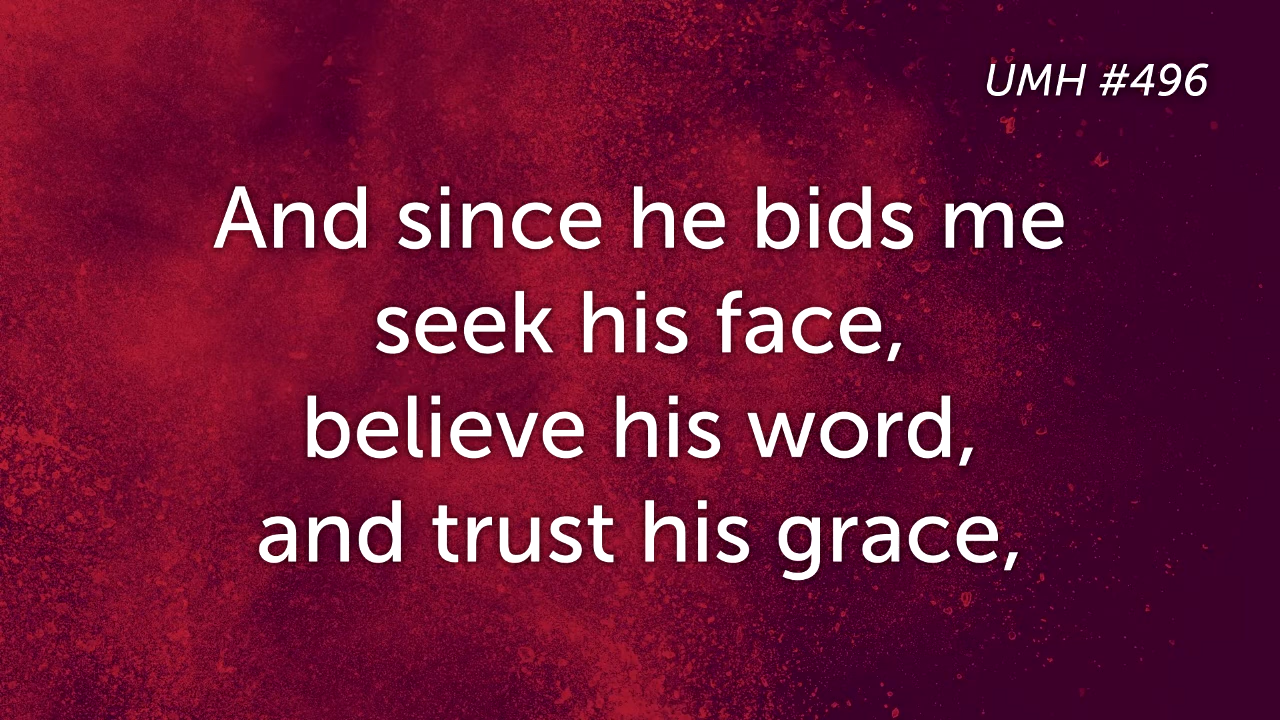 UMH #496
And since he bids me
seek his face,
believe his word,
and trust his grace,